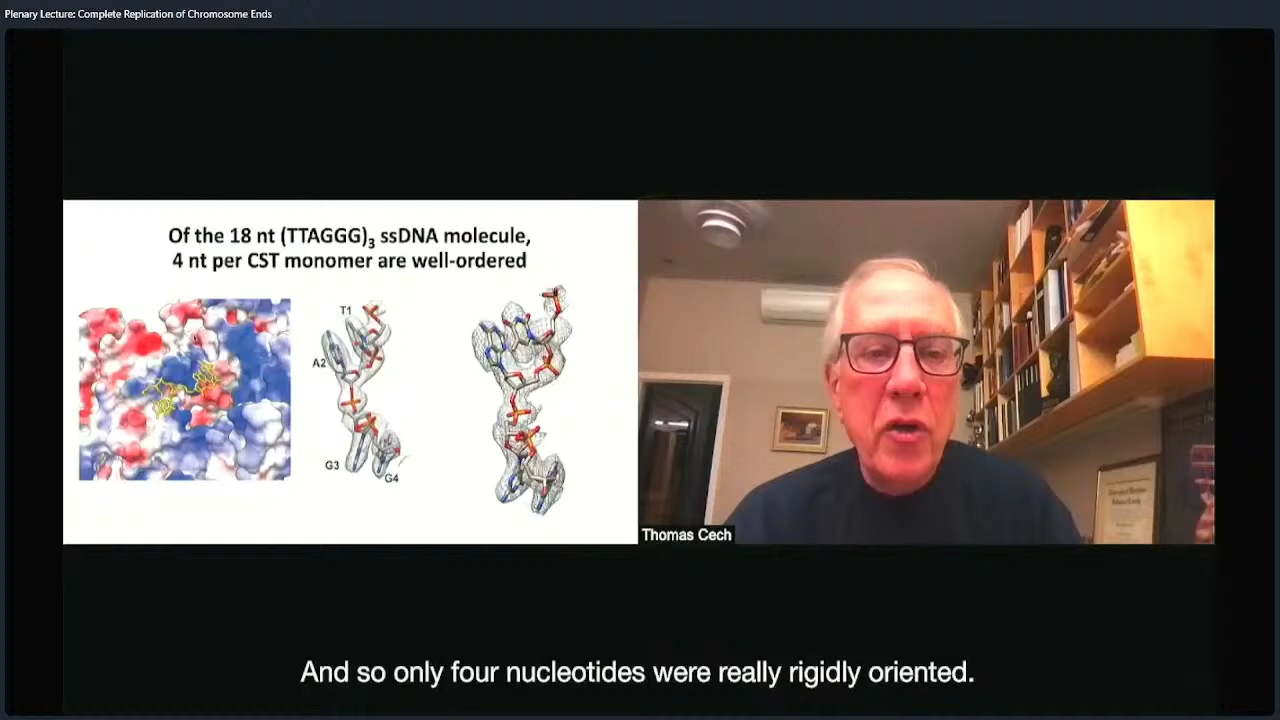 Plenary Lecture: Complete Replication of Chromosome Ends
Of the 18 nt (TTAGGG)3 ssDNA molecule,
4 nt per CST monomer are well-ordered
T1
A2
G3
G4
Thomas Cech
And so only four nucleotides were really rigidly oriented.